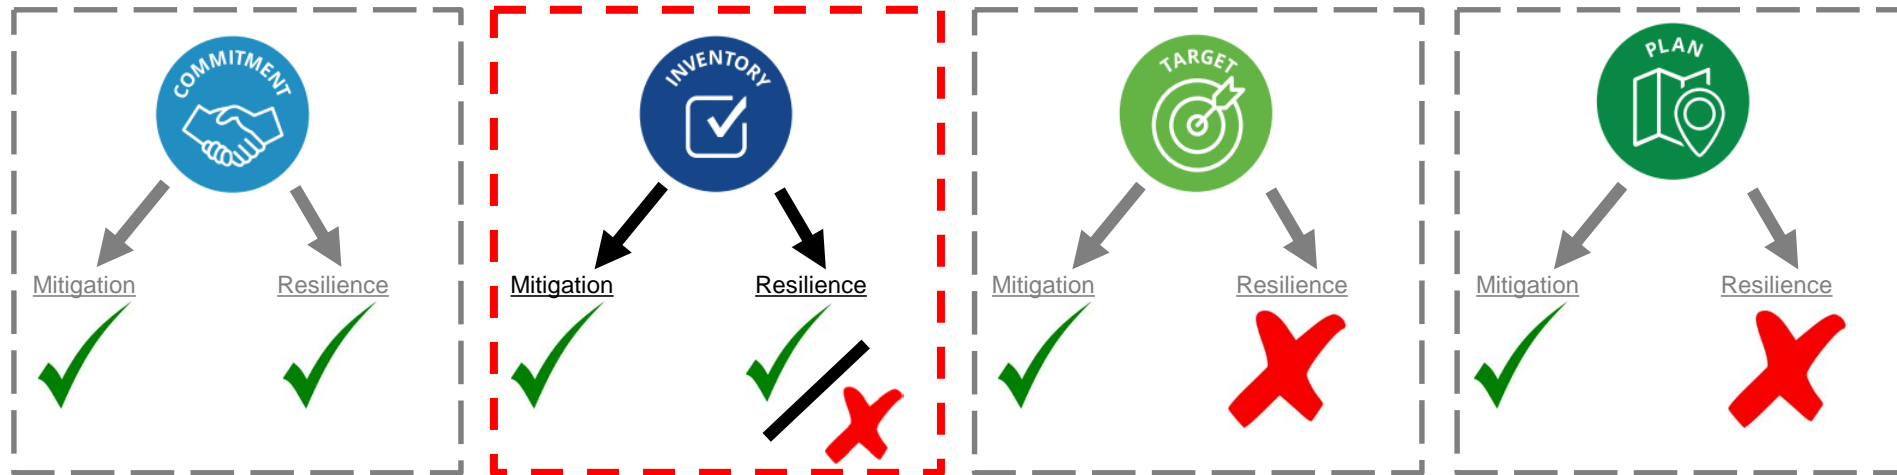 COMMITMENT
INVENTORY
TARGET
PLAN
Mitigation
Resilience
Mitigation
Resilience
Mitigation
Resilience
Mitigation
Resilience